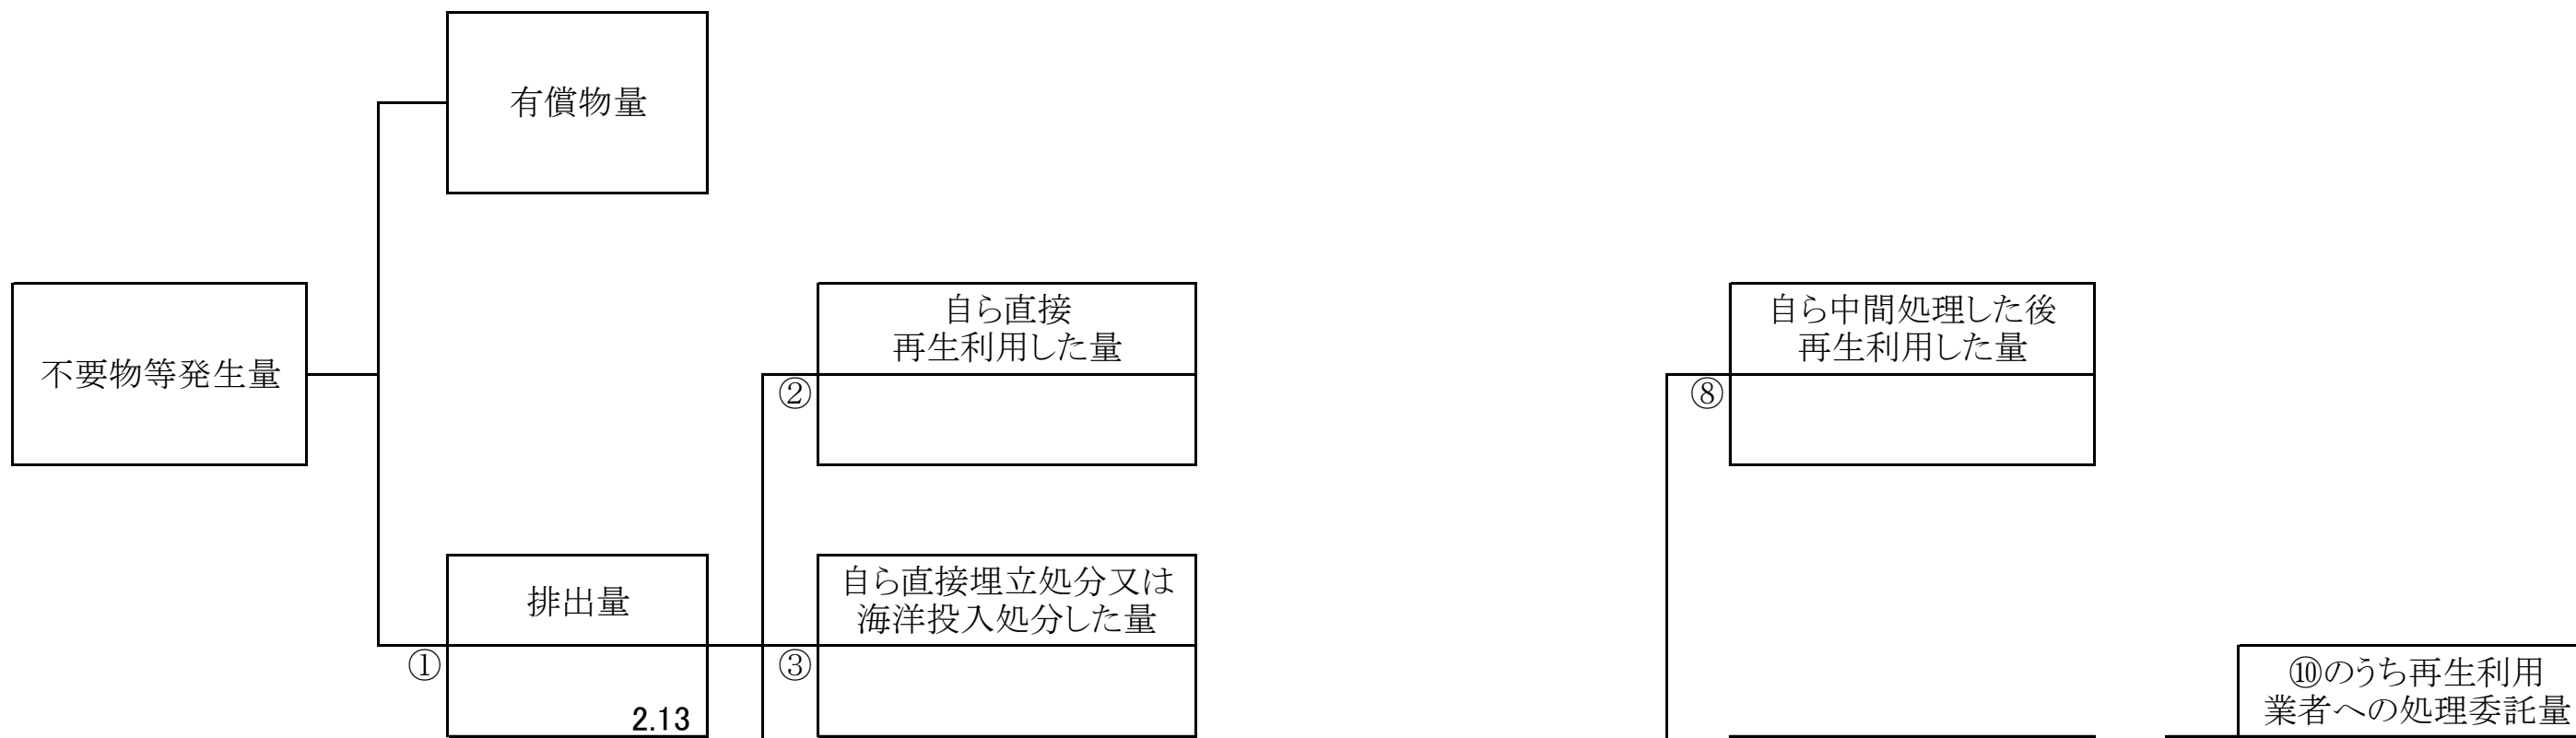 有償物量
不要物等発生量
自ら直接
再生利用した量
②
自ら中間処理した後
再生利用した量
⑧
排出量
①
2.13
自ら直接埋立処分又は
海洋投入処分した量
③
⑩のうち再生利用
業者への処理委託量